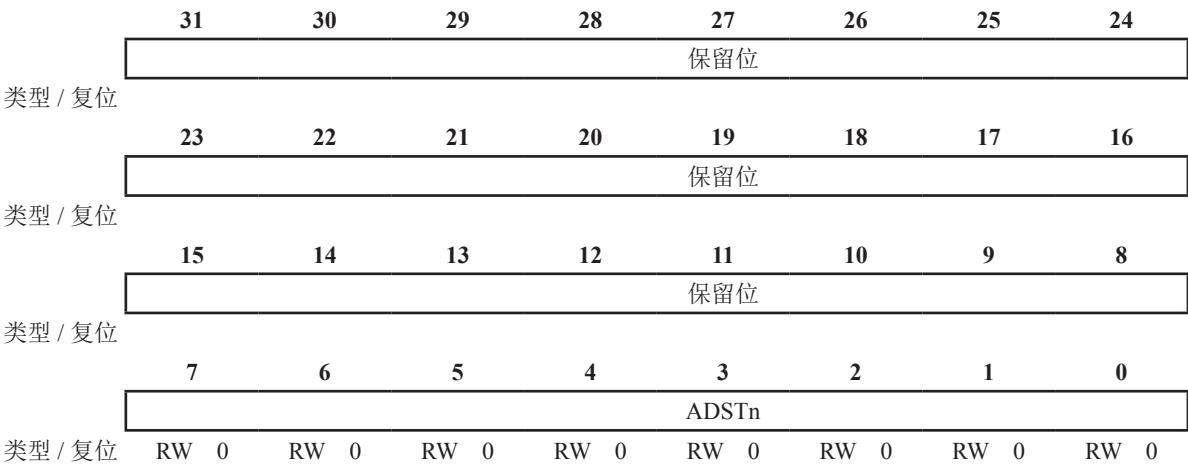 31 30 29 28 27 26 25 24
保留位
类型 / 复位
23 22 21 20 19 18 17 16
保留位
类型 / 复位
15 14 13 12 11 10 9 8
保留位
类型 / 复位
7 6 5 4 3 2 1 0
ADSTn
类型 / 复位 RW 0 RW 0 RW 0 RW 0 RW 0 RW 0 RW 0 RW 0